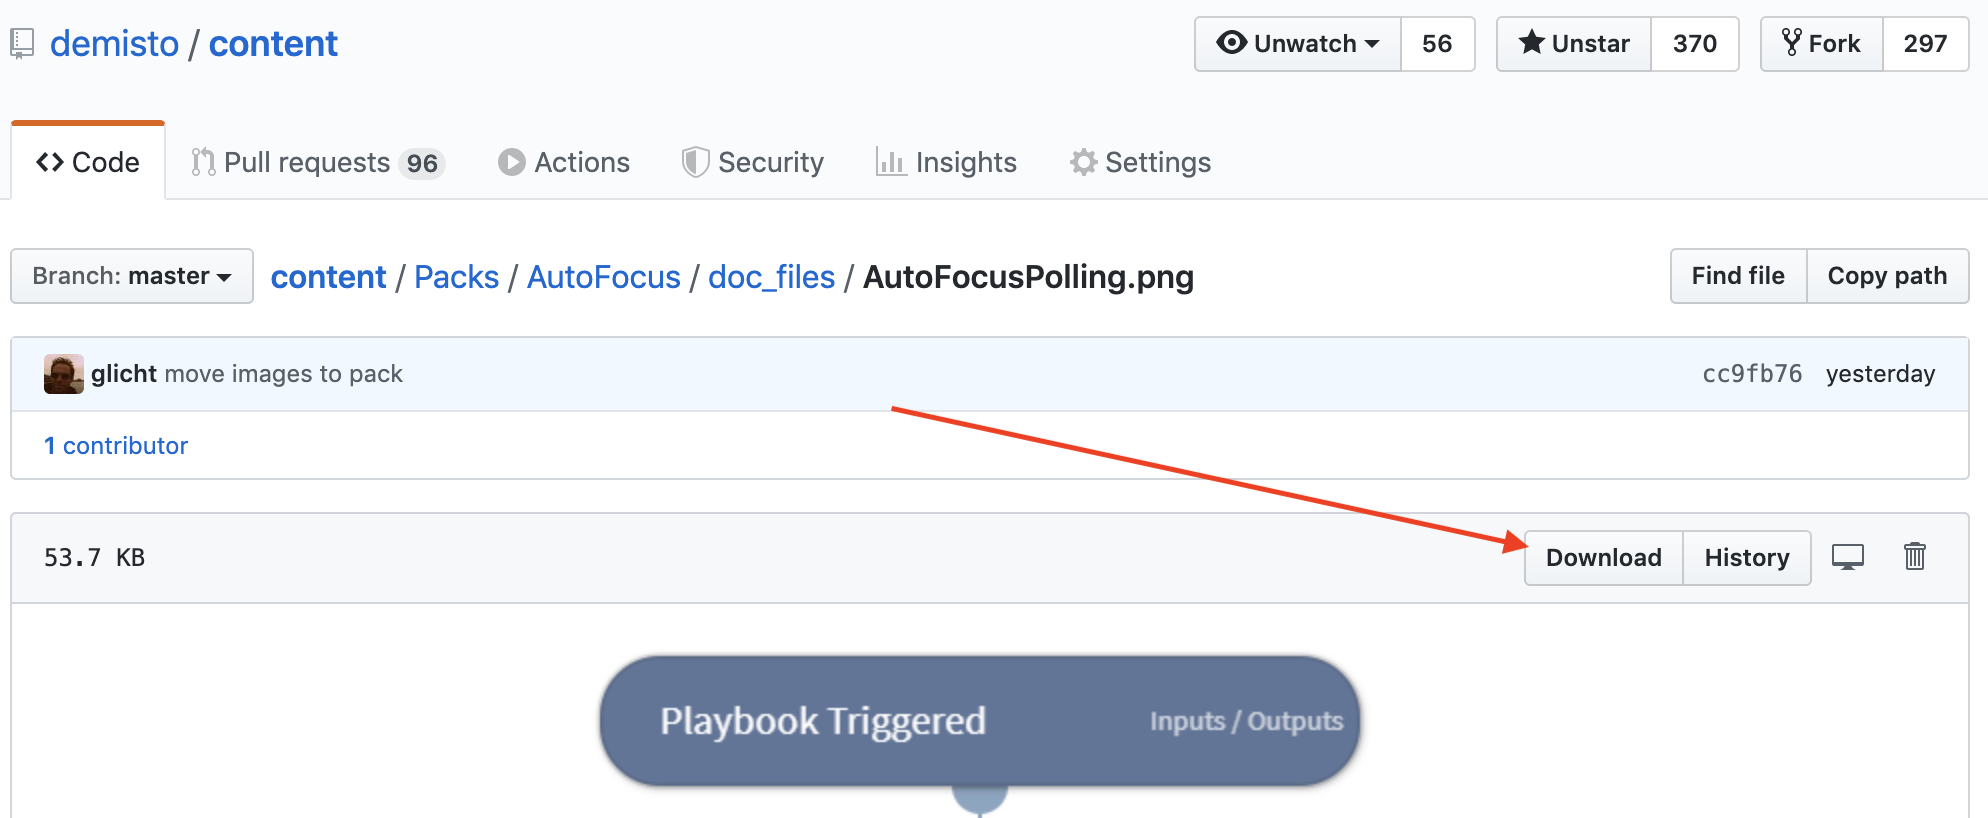 demisto / content
Unwatch 56 Unstar 370 Fork 297
Code Pull requests 96 Actions Security Insights Settings
Branch: master content / Packs / AutoFocus / doc_files / AutoFocusPolling.png Find file Copy path
glicht move images to pack cc9fb76 yesterday
1 contributor
53.7 KB Download History
Playbook Triggered Inputs / Outputs